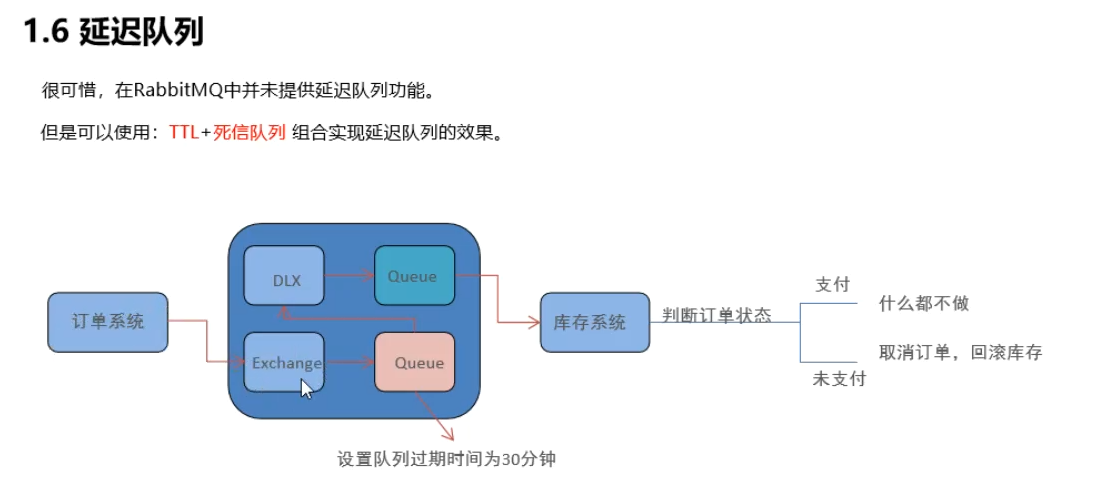 1.6 延迟队列
很可惜，在RabbitMQ中并未提供延迟队列功能。
但是可以使用：TTL+死信队列 组合实现延迟队列的效果。
DLX
Queue
支付
什么都不做
订单系统
库存系统
判断订单状态
Exchange
Queue
取消订单，回滚库存
未支付
设置队列过期时间为30分钟